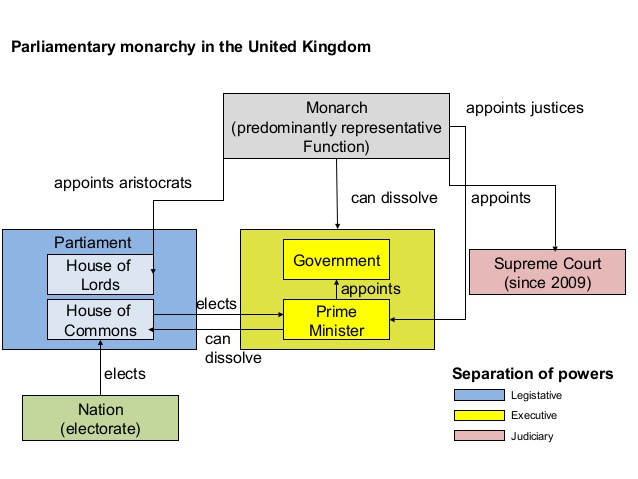 Parliamentary monarchy in the United Kingdom
Monarch
(predominantly representative
Function)
appoints justices
appoints aristocrats
can dissolve
appoints
Partiament
House of
Lords
House of
Commons
elects
can
dissolve
Government
appoints
Prime
Minister
Supreme Court
(since 2009)
elects
Nation
(electorate)
Separation of powers
Legistative
Executive
Judiciary